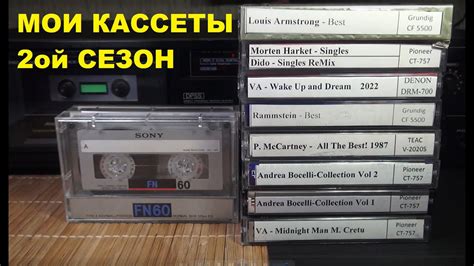 МОИ КАССЕТЫ
2ой СЕЗОН
SONY
A
FN
60
FN60
Louis Armstrong - Best
Grundig
CF 5500
Morten Harket - Singles
Dido - Singles ReMix
Pioneer
CT-757
VA - Wake Up and Dream 2022
DENON
DRM-700
Rammstein - Best
Grundig
CF 5500
P. McCartney - All The Best! 1987
TEAC
V-2020S
Andrea Bocelli-Collection Vol 2
Pioneer
CT-757
Andrea Bocelli-Collection Vol 1
Pioneer
CT-757
VA - Midnight Man M. Cretu
Pioneer
CT-757